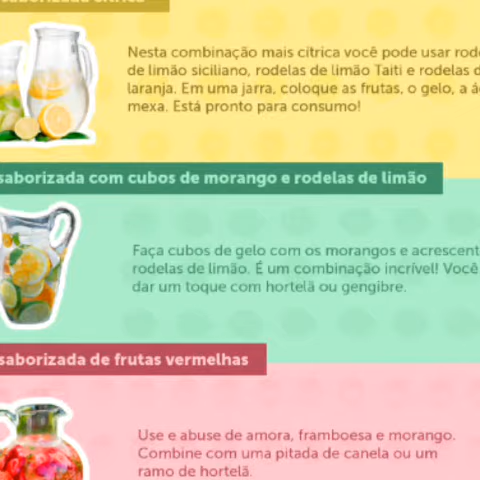 Nesta combinação mais cítrica você pode usar
de limão siciliano, rodelas de limão Taiti e rodelas
laranja. Em uma jarra, coloque as frutas, o gelo, a
mexa. Está pronto para consumo!
saborizada com cubos de morango e rodelas de limão
Faça cubos de gelo com os morangos e acrescent
rodelas de limão. É um combinação incrível! Você
dar um toque com hortelã ou gengibre.
saborizada de frutas vermelhas
Use e abuse de amora, framboesa e morango.
Combine com uma pitada de canela ou um
ramo de hortelã.